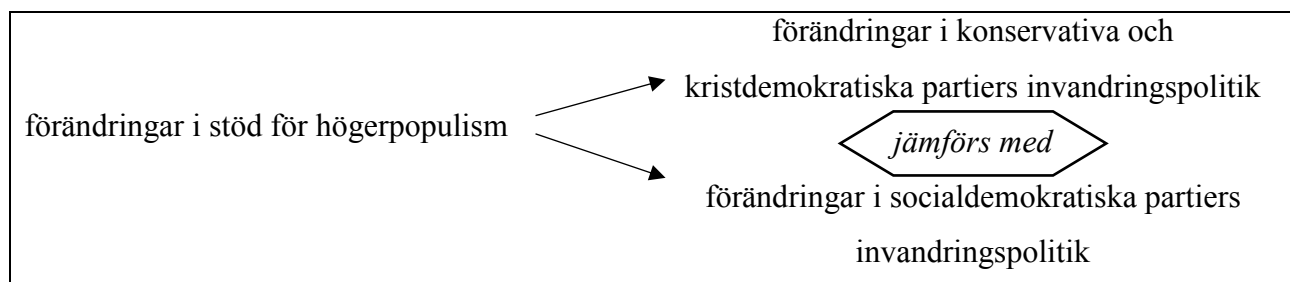 förändringar i konservativa och
kristdemokratiska partiers invandringspolitik
förändringar i stöd för högerpopulism
jämförs med
förändringar i socialdemokratiska partiers
invandringspolitik